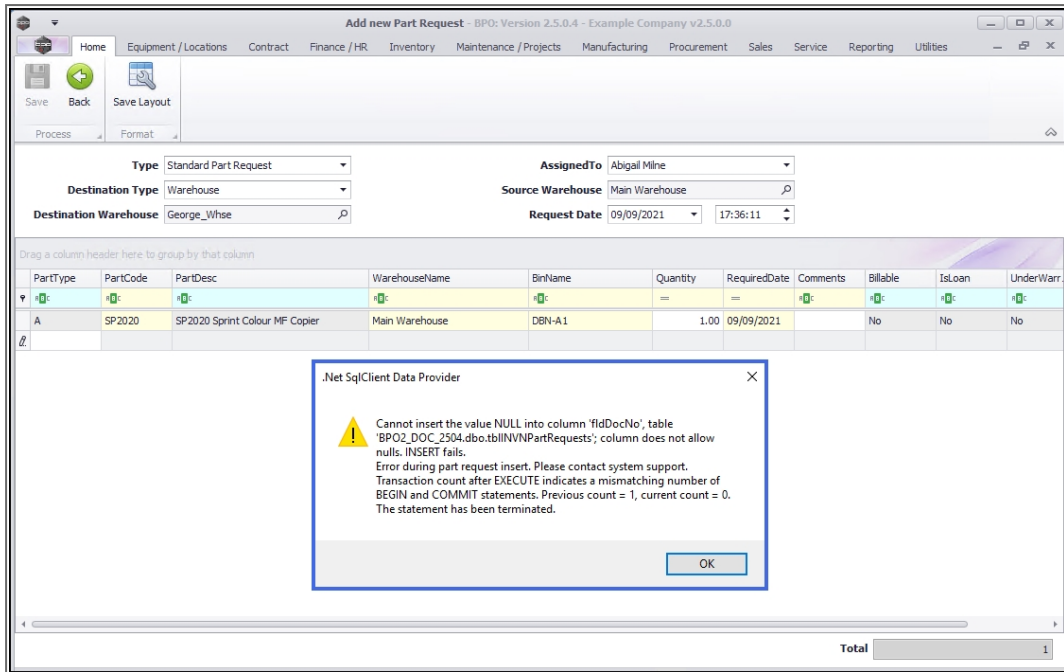 Add new Part Request - BPO: Version 2.5.0.4 - Example Company v2.5.0.0
Home Equipment / Locations Contract Finance / HR Inventory Maintenance / Projects Manufacturing Procurement Sales Service Reporting Utilities
Save Back Save Layout
Process Format
Type Standard Part Request AssignedTo Abigail Milne
Destination Type Warehouse Source Warehouse Main Warehouse
Destination Warehouse George_Whse Request Date 09/09/2021 17:36:11
Drag a column header here to group by that column
PartType PartCode PartDesc WarehouseName BinName Quantity RequiredDate Comments Billable IsLoan UnderWarr.
A SP2020 SP2020 Sprint Colour MF Copier Main Warehouse DBN-A1 1.00 09/09/2021 No No No
.Net SqlClient Data Provider
Cannot insert the value NULL into column 'fldDocNo', table
'BPO2_DOC_2504.dbo.tblINVNPartRequests'; column does not allow
nulls. INSERT fails.
Error during part request insert. Please contact system support.
Transaction count after EXECUTE indicates a mismatching number of
BEGIN and COMMIT statements. Previous count = 1, current count = 0.
The statement has been terminated.
OK
Total 1